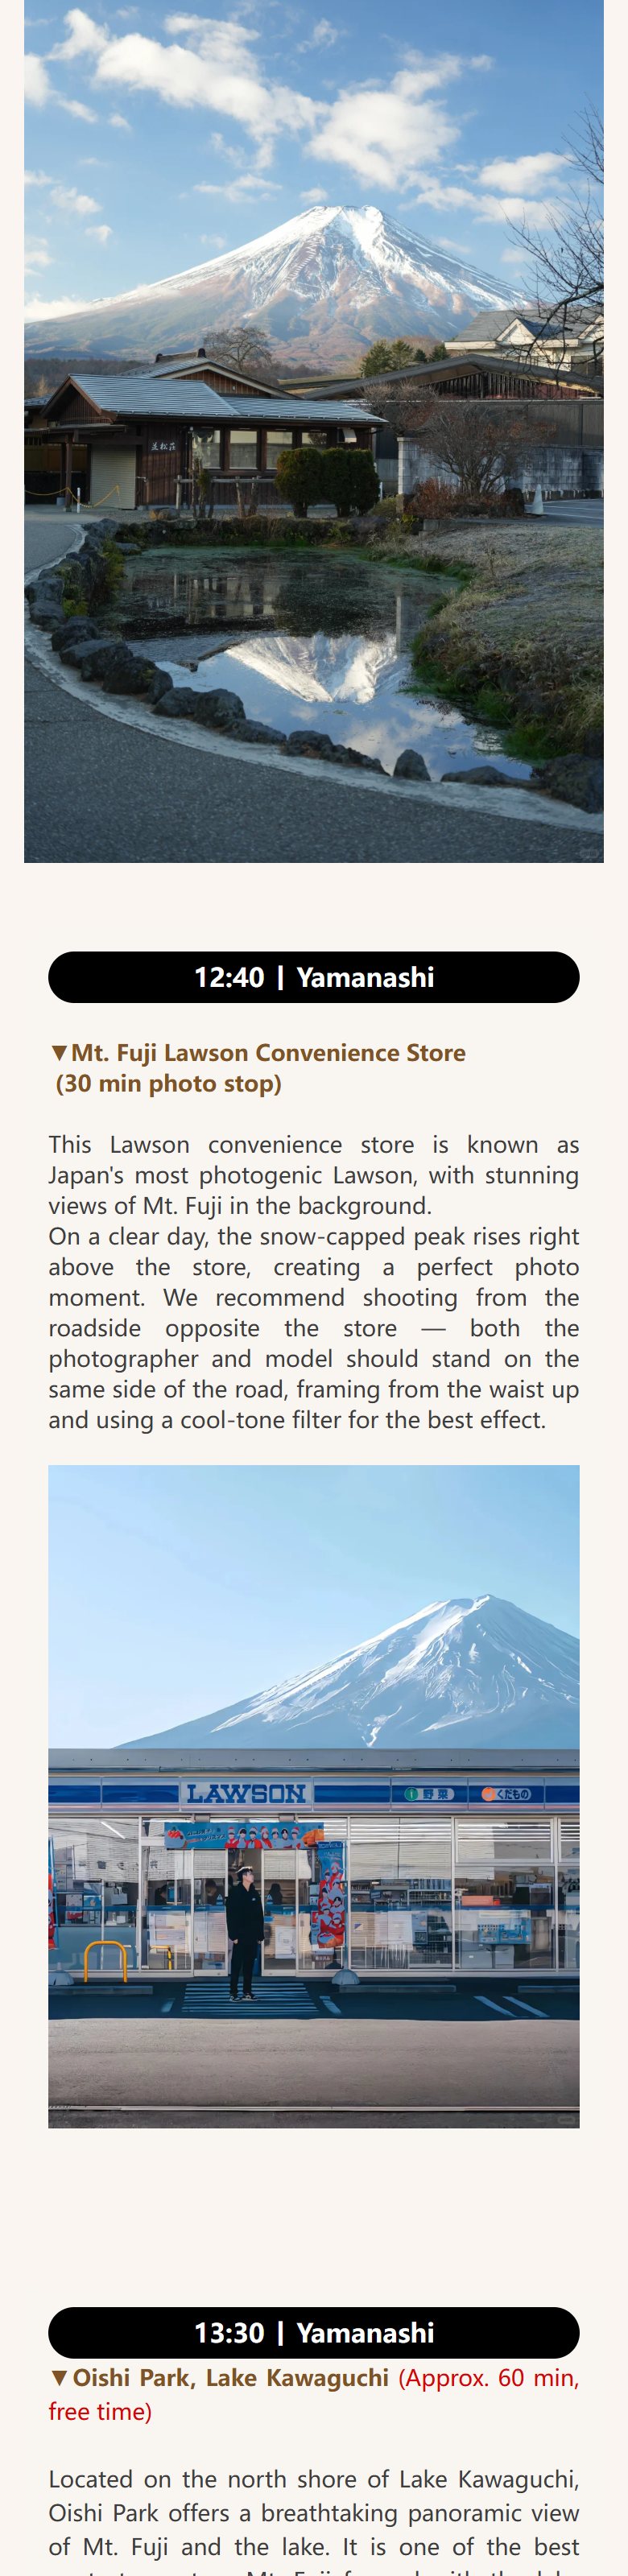 並松荘
12:40 | Yamanashi
▼Mt. Fuji Lawson Convenience Store
(30 min photo stop)
This Lawson convenience store is known as
Japan's most photogenic Lawson, with stunning
views of Mt. Fuji in the background.
On a clear day, the snow-capped peak rises right
above the store, creating a perfect photo
moment. We recommend shooting from the
roadside opposite the store — both the
photographer and model should stand on the
same side of the road, framing from the waist up
and using a cool-tone filter for the best effect.
LAWSON
野菜
くだもの
13:30 | Yamanashi
▼Oishi Park, Lake Kawaguchi (Approx. 60 min,
free time)
Located on the north shore of Lake Kawaguchi,
Oishi Park offers a breathtaking panoramic view
of Mt. Fuji and the lake. It is one of the best